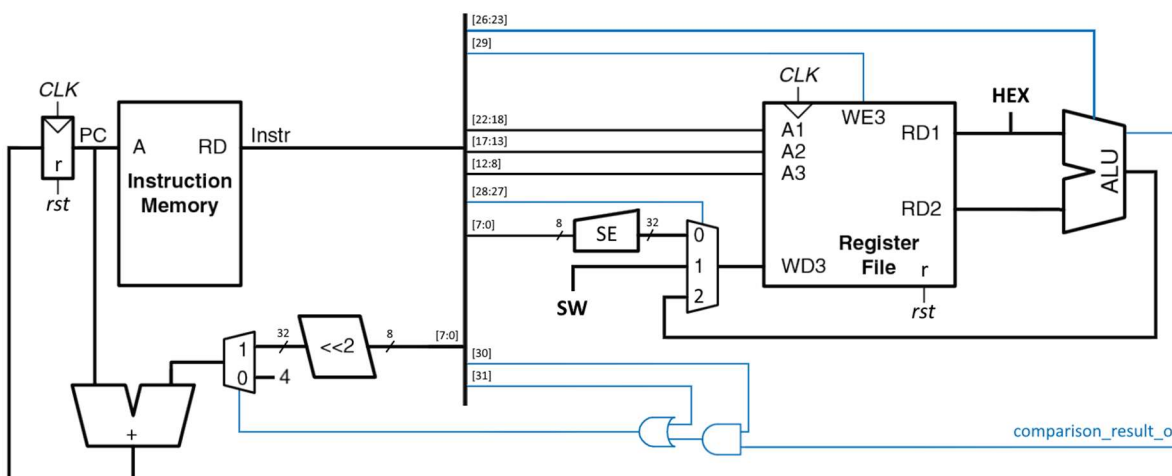 [26:23]
[29]
CLK
PC
A
RD
Instr
r
Instruction
Memory
rst
[22:18]
[17:13]
[12:8]
[28:27]
[7:0]
8
SE
32
0
1
2
SW
CLK
WE3
A1
A2
A3
RD1
RD2
Register
File
WD3
r
rst
HEX
ALU
[7:0]
8
<<2
32
1
0
4
+
[30]
[31]
comparison_result_o